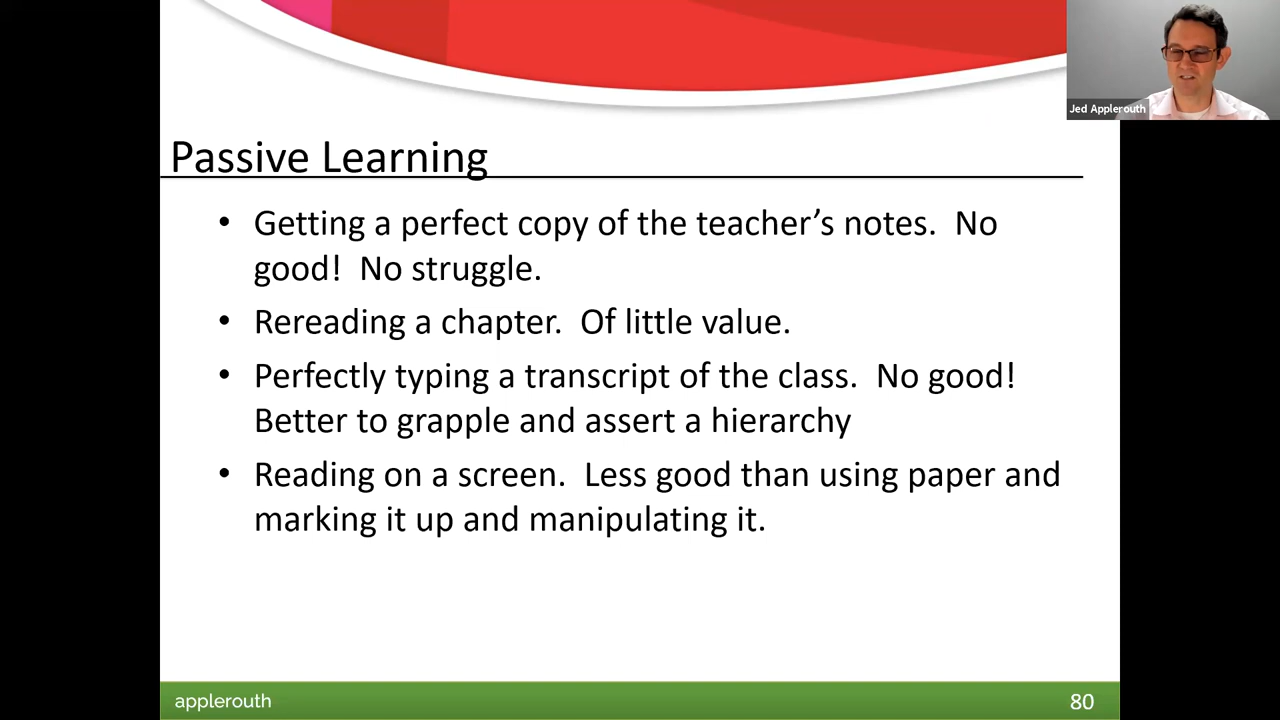 Jed Applerouth
Passive Learning
• Getting a perfect copy of the teacher’s notes.  No
good!  No struggle.
• Rereading a chapter.  Of little value.
• Perfectly typing a transcript of the class.  No good!
Better to grapple and assert a hierarchy
• Reading on a screen.  Less good than using paper and
marking it up and manipulating it.
applerouth
80